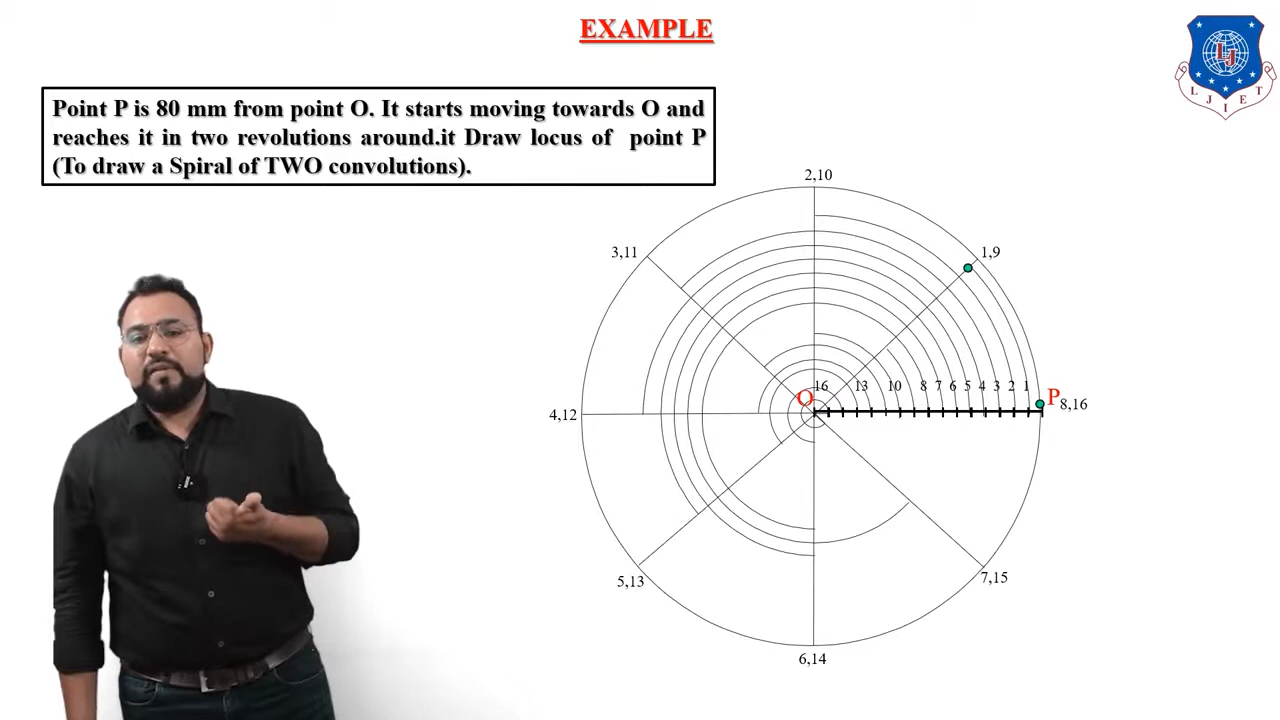 EXAMPLE
Point P is 80 mm from point O. It starts moving towards O and
reaches it in two revolutions around.it Draw locus of point P
(To draw a Spiral of TWO convolutions).
LJ
LJIET
2,10
3,11
1,9
16 13 10 8 7 6 5 4 3 2 1
O
P
4,12
8,16
5,13
7,15
6,14